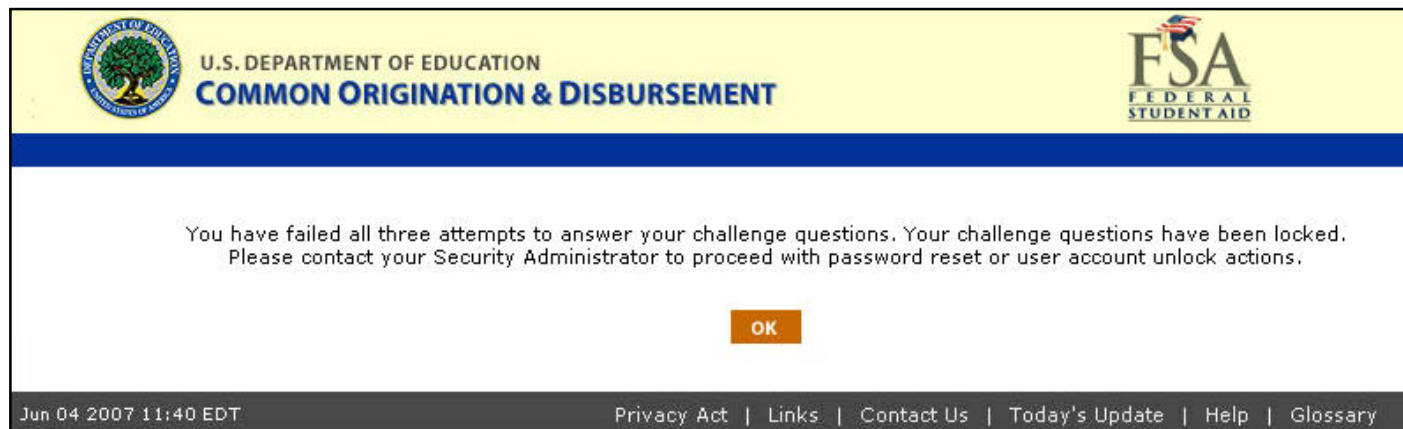 U.S. DEPARTMENT OF EDUCATION
COMMON ORIGINATION & DISBURSEMENT
FSA
FEDERAL
STUDENT AID
You have failed all three attempts to answer your challenge questions. Your challenge questions have been locked.
Please contact your Security Administrator to proceed with password reset or user account unlock actions.
OK
Jun 04 2007 11:40 EDT Privacy Act | Links | Contact Us | Today's Update | Help | Glossary